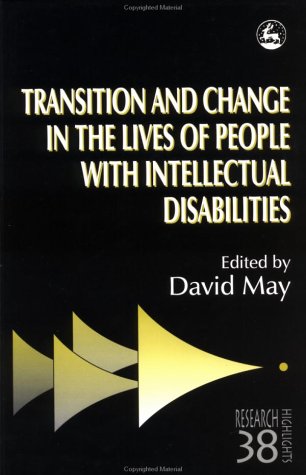 TRANSITION AND CHANGE
IN THE LIVES OF PEOPLE
WITH INTELLECTUAL
DISABILITIES
Edited by
David May
RESEARCH
38
HIGHLIGHTS